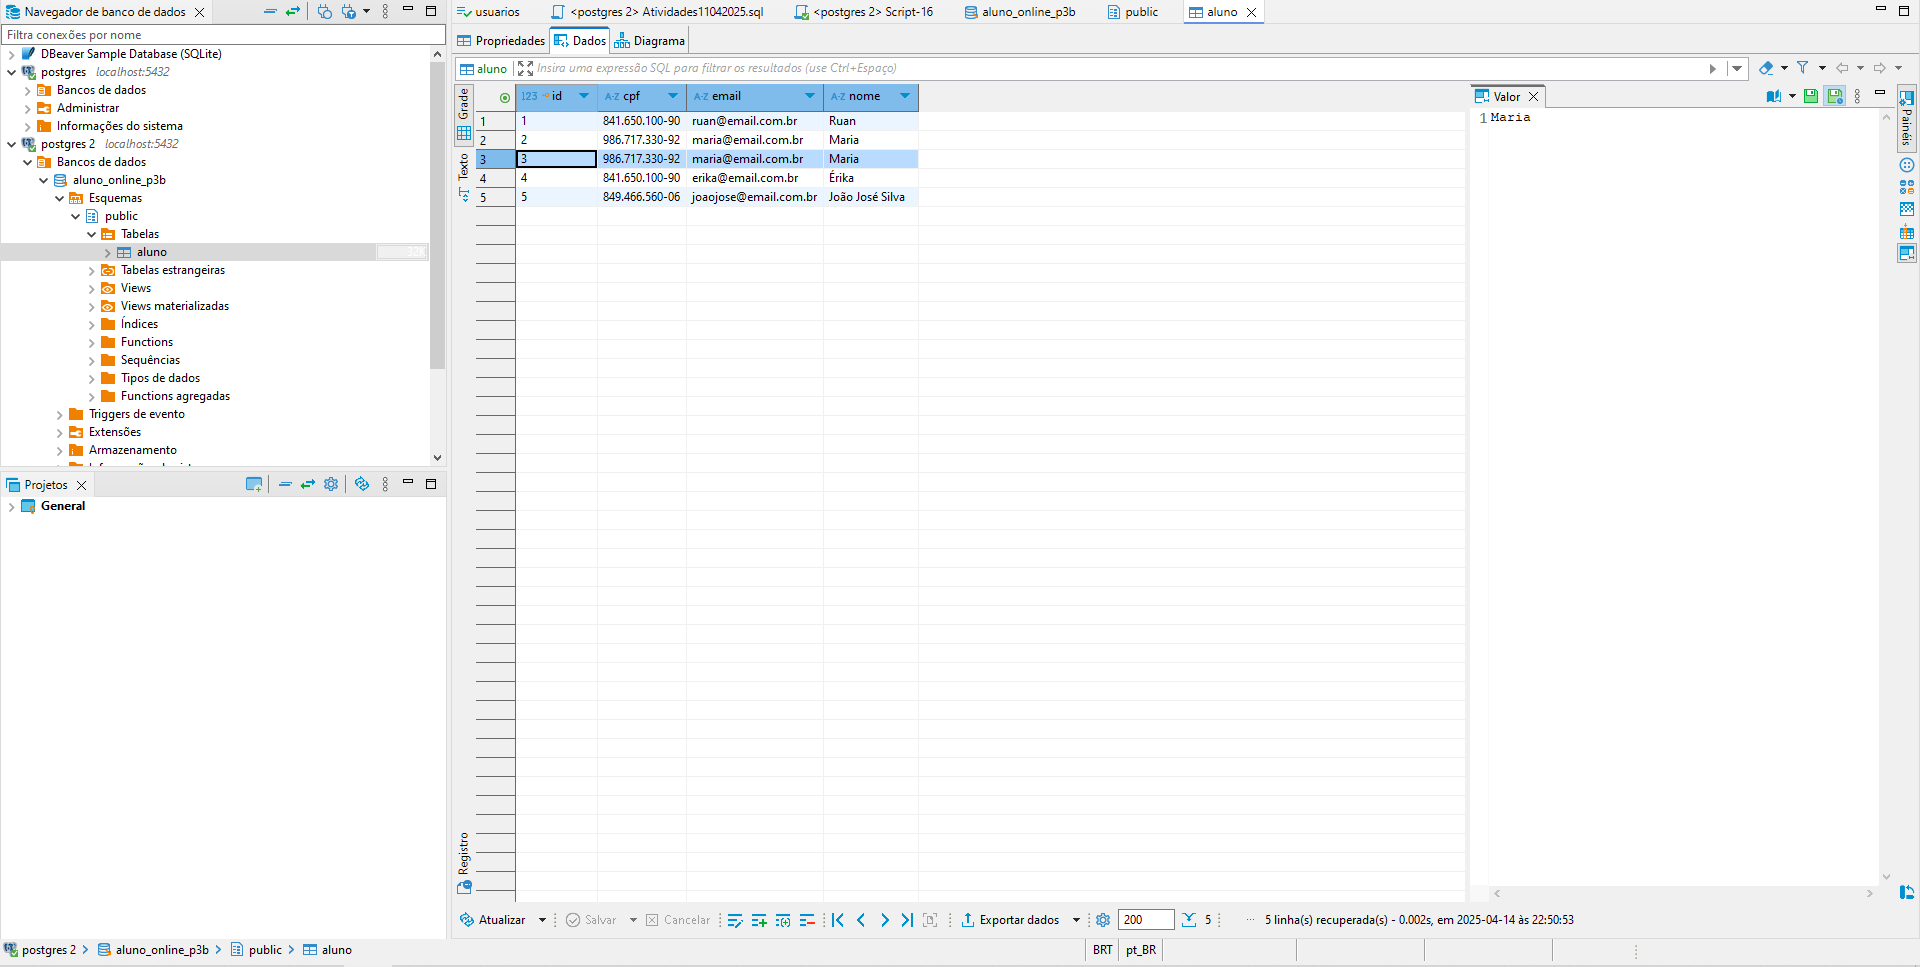 Navegador de banco de dados
Filtra conexões por nome
DBeaver Sample Database (SQLite)
postgres localhost:5432
Bancos de dados
Administrar
Informações do sistema
postgres 2 localhost:5432
Bancos de dados
aluno_online_p3b
Esquemas
public
Tabelas
aluno
Tabelas estrangeiras
Views
Views materializadas
Índices
Functions
Sequências
Tipos de dados
Functions agregadas
Triggers de evento
Extensões
Armazenamento
Projetos
General
usuarios <postgres 2> Atividades11042025.sql <postgres 2> Script-16 aluno_online_p3b public aluno
Propriedades Dados Diagrama
aluno Insira uma expressão SQL para filtrar os resultados (use Ctrl+Espaço)
Grade
Texto
Registro
123 id A-Z cpf A-Z email A-Z nome
1 1 841.650.100-90 ruan@email.com.br Ruan
2 2 986.717.330-92 maria@email.com.br Maria
3 3 986.717.330-92 maria@email.com.br Maria
4 4 841.650.100-90 erika@email.com.br Érika
5 5 849.466.560-06 joaojose@email.com.br João José Silva
Valor
1 Maria
Painéis
Atualizar Salvar Cancelar Exportar dados 200 5 ... 5 linha(s) recuperada(s) - 0.002s, em 2025-04-14 às 22:50:53
postgres 2 aluno_online_p3b public aluno BRT pt_BR